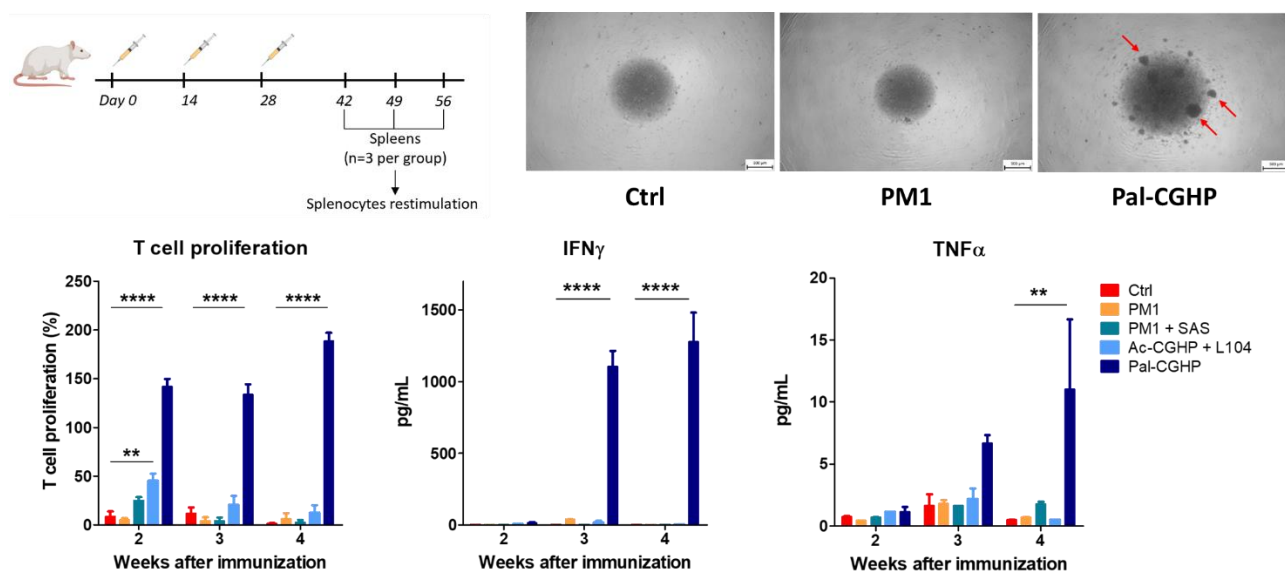 Day 0
14
28
42
49
56
Spleens
(n=3 per group)
Splenocytes restimulation
Ctrl
PM1
Pal-CGHP
T cell proliferation
T cell proliferation (%)
250
200
150
100
50
0
****
****
****
**
2
3
4
Weeks after immunization
IFNγ
pg/mL
1500
1000
500
0
****
****
2
3
4
Weeks after immunization
TNFα
pg/mL
20
15
10
5
0
**
2
3
4
Weeks after immunization
Ctrl
PM1
PM1 + SAS
Ac-CGHP + L104
Pal-CGHP